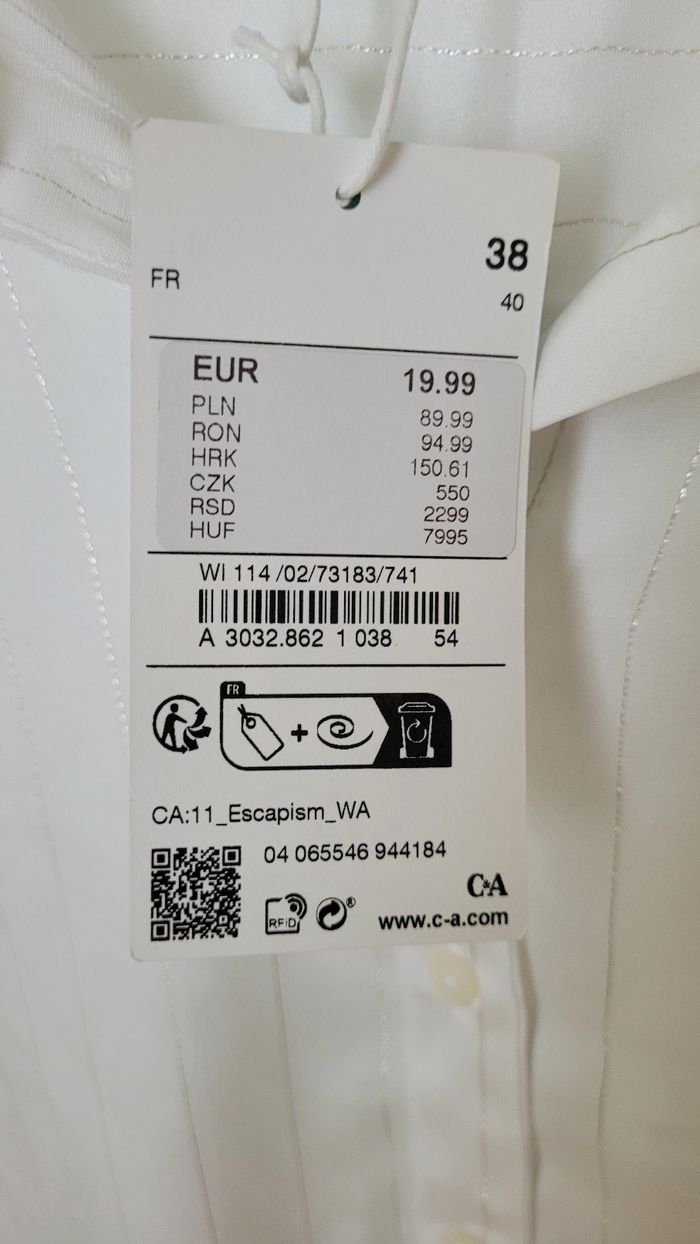 38
FR
40
EUR 19.99
PLN 89.99
RON 94.99
HRK 150.61
CZK 550
RSD 2299
HUF 7995
WI 114 /02/73183/741
A 3032.862 1 038 54
FR
CA:11_Escapism_WA
04 065546 944184
C&A
RFiD
®
www.c-a.com